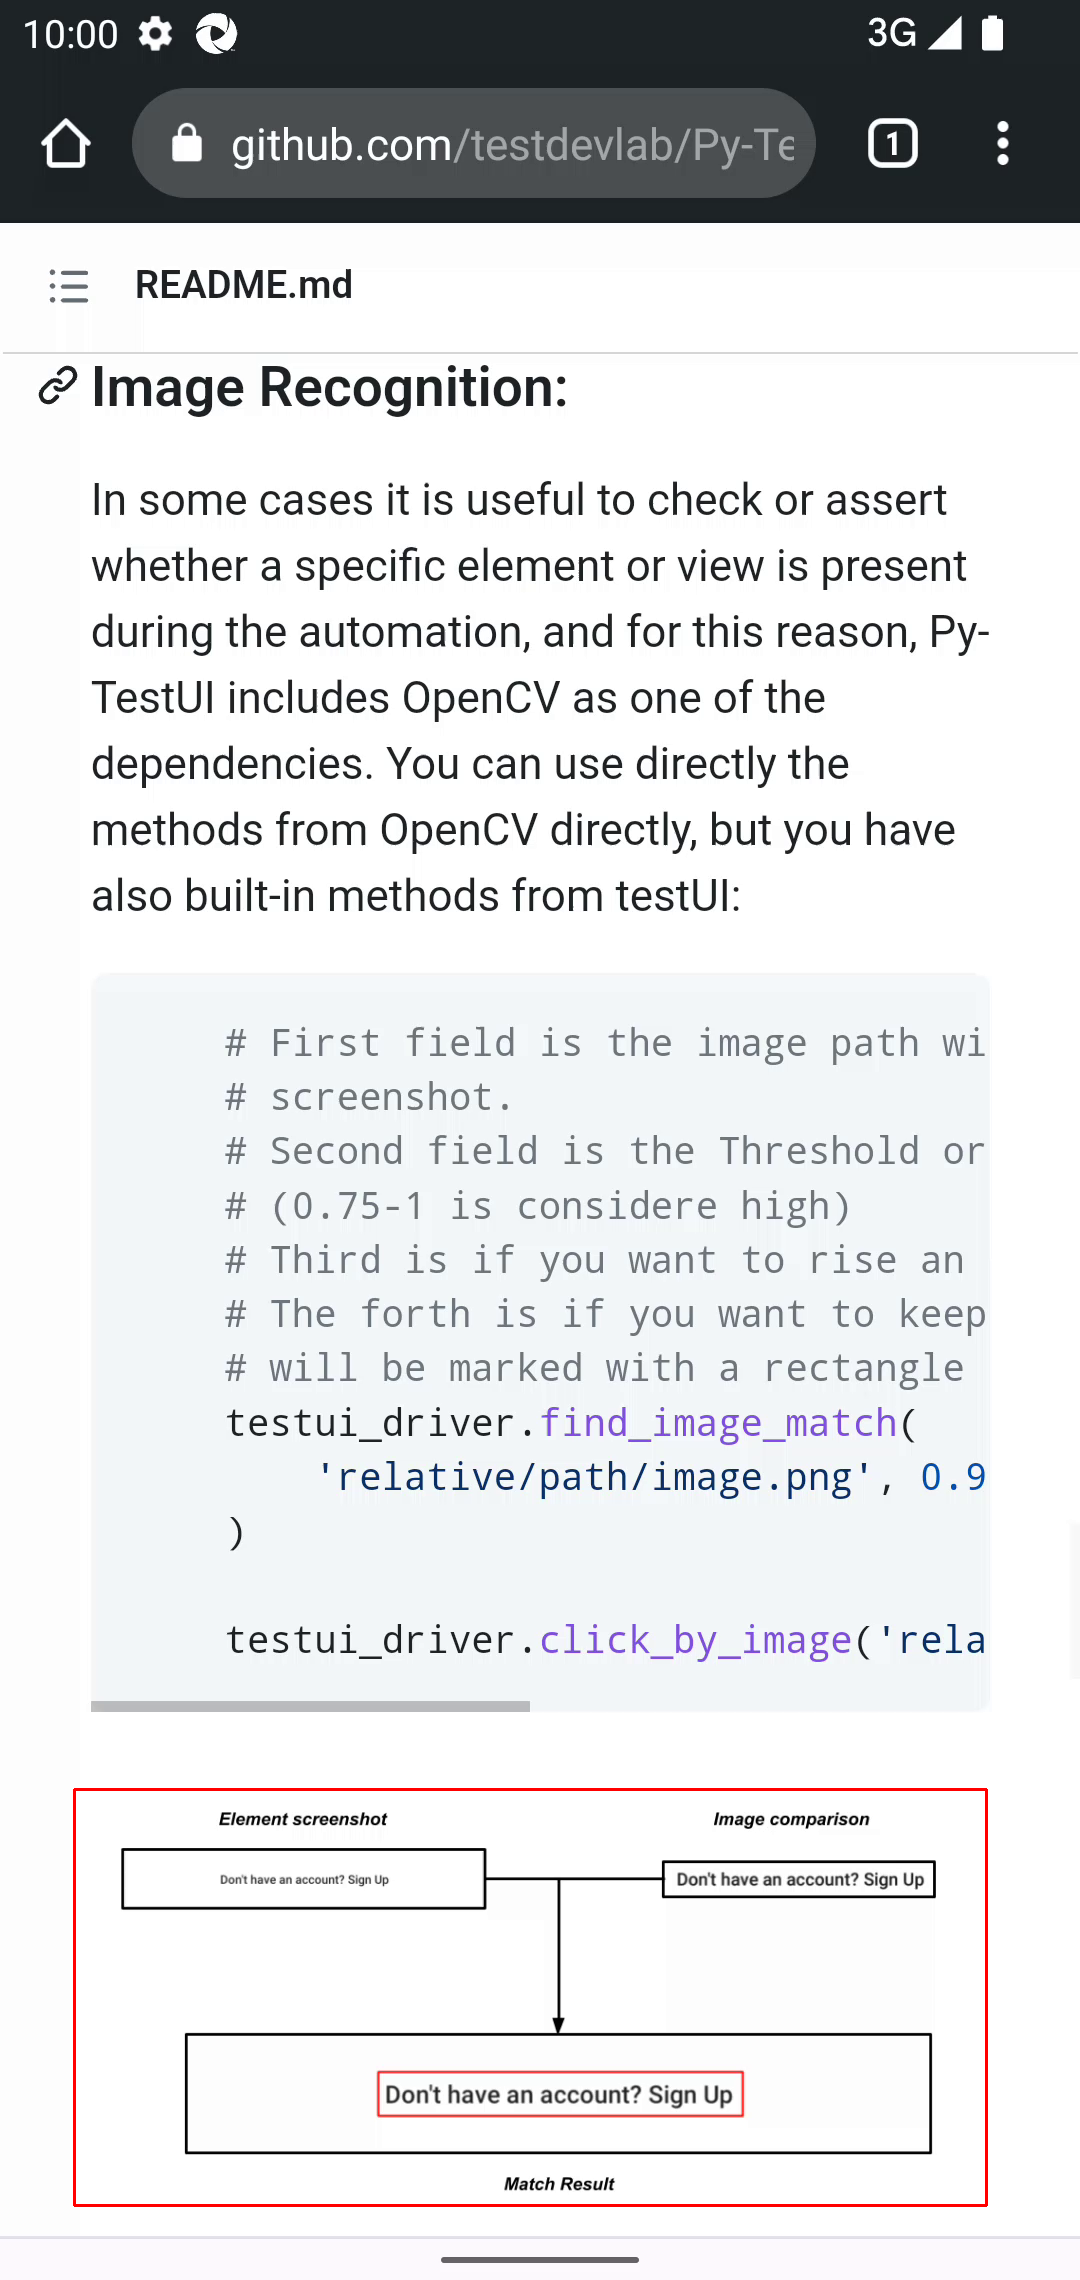 10:00
3G
github.com/testdevlab/Py-Te
1
README.md
Image Recognition:
In some cases it is useful to check or assert
whether a specific element or view is present
during the automation, and for this reason, Py-
TestUI includes OpenCV as one of the
dependencies. You can use directly the
methods from OpenCV directly, but you have
also built-in methods from testUI:
# First field is the image path wi
# screenshot.
# Second field is the Threshold or
# (0.75-1 is considere high)
# Third is if you want to rise an
# The forth is if you want to keep
# will be marked with a rectangle
testui_driver.find_image_match(
'relative/path/image.png', 0.9
)
testui_driver.click_by_image('rela
Element screenshot
Image comparison
Don't have an account? Sign Up
Don't have an account? Sign Up
Don't have an account? Sign Up
Match Result